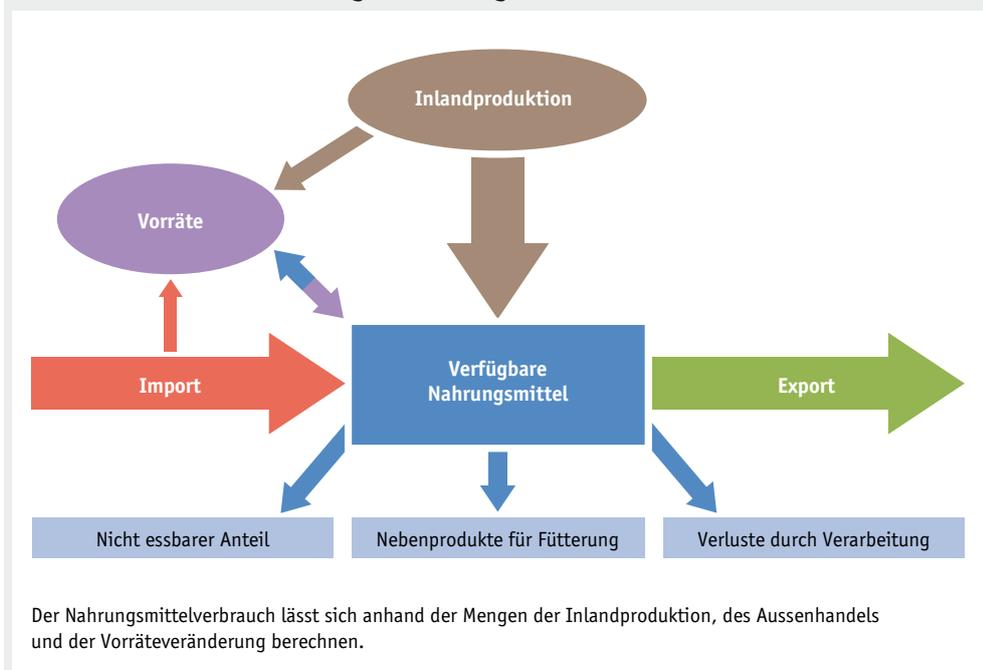 Inlandproduktion
Vorräte
Import
Verfügbare
Nahrungsmittel
Export
Nicht essbarer Anteil
Nebenprodukte für Fütterung
Verluste durch Verarbeitung
Der Nahrungsmittelverbrauch lässt sich anhand der Mengen der Inlandproduktion, des Aussenhandels
und der Vorräteveränderung berechnen.